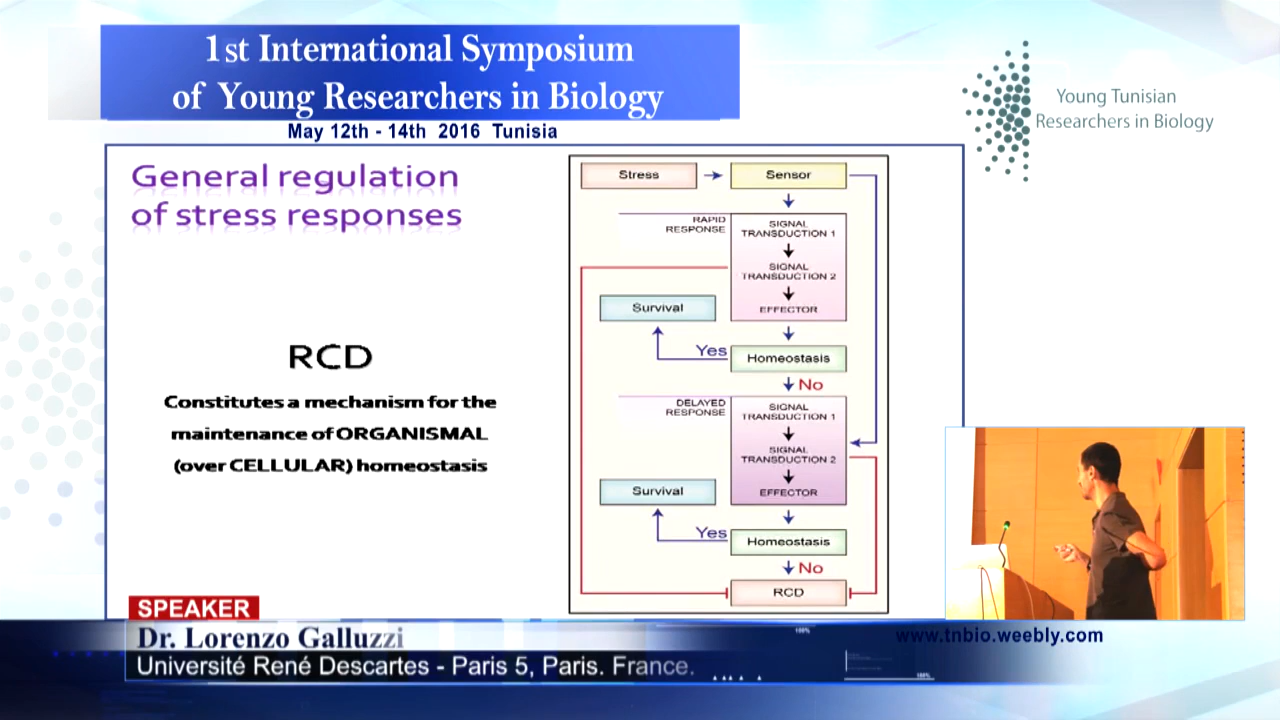 1st International Symposium
of Young Researchers in Biology
May 12th - 14th 2016 Tunisia
Young Tunisian
Researchers in Biology
General regulation
of stress responses
RCD
Constitutes a mechanism for the
maintenance of ORGANISMAL
(over CELLULAR) homeostasis
Stress
Sensor
RAPID
RESPONSE
SIGNAL
TRANSDUCTION 1
SIGNAL
TRANSDUCTION 2
EFFECTOR
Survival
Yes
Homeostasis
No
DELAYED
RESPONSE
SIGNAL
TRANSDUCTION 1
SIGNAL
TRANSDUCTION 2
EFFECTOR
Survival
Yes
Homeostasis
No
RCD
SPEAKER
Dr. Lorenzo Galluzzi
Université René Descartes - Paris 5, Paris. France.
100%
www.tnbio.weebly.com
100%